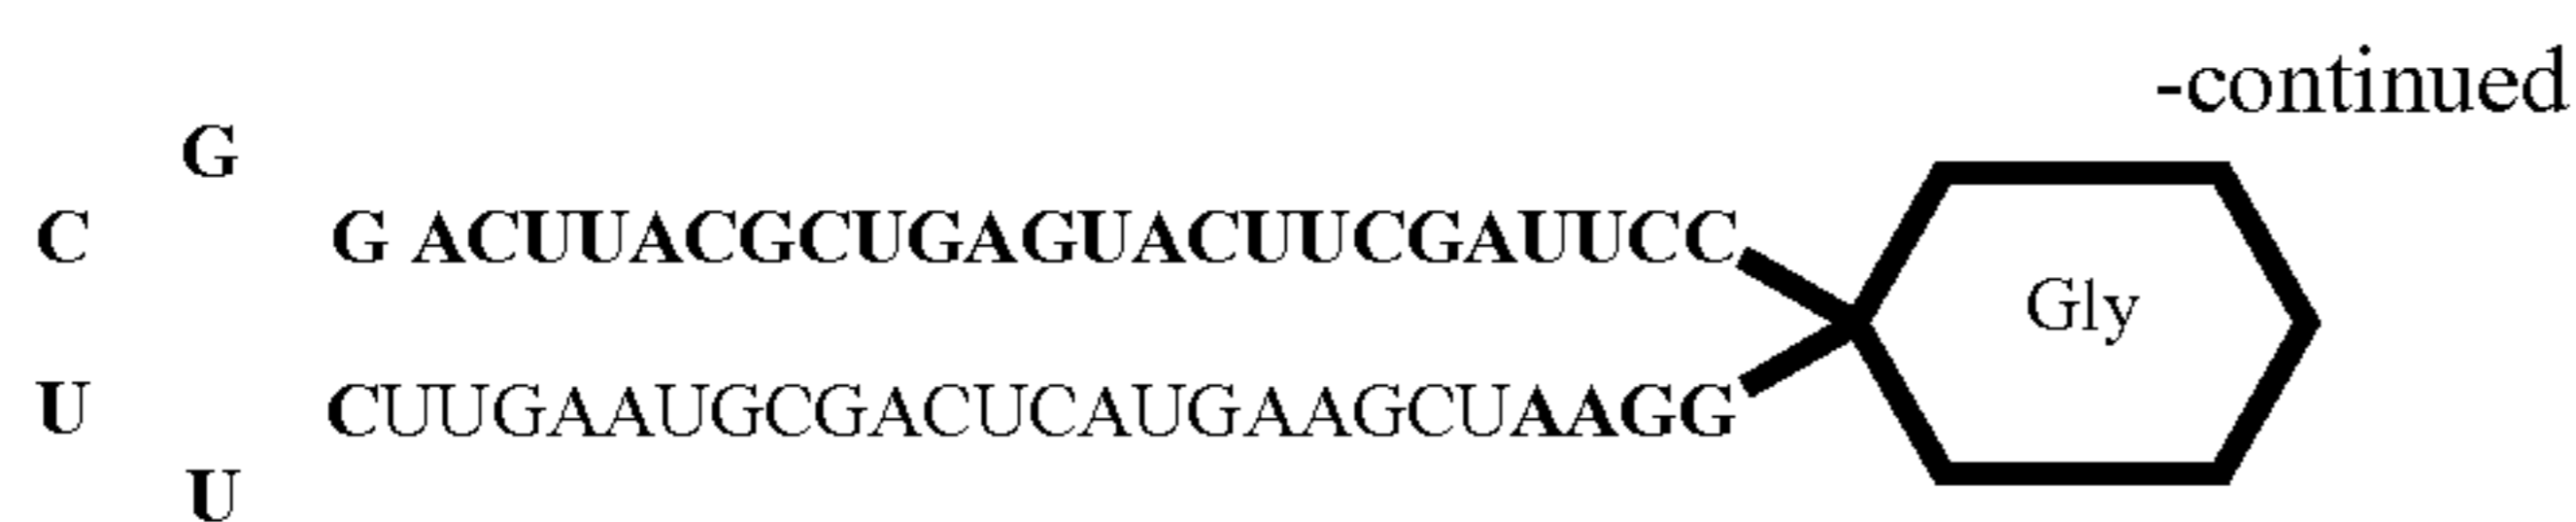 -continued
G
C G ACUUACGCUGAGUACUUCGAUUCC
Gly
U CUUGAAUGCGACUCAUGAAGCUAAGG
U